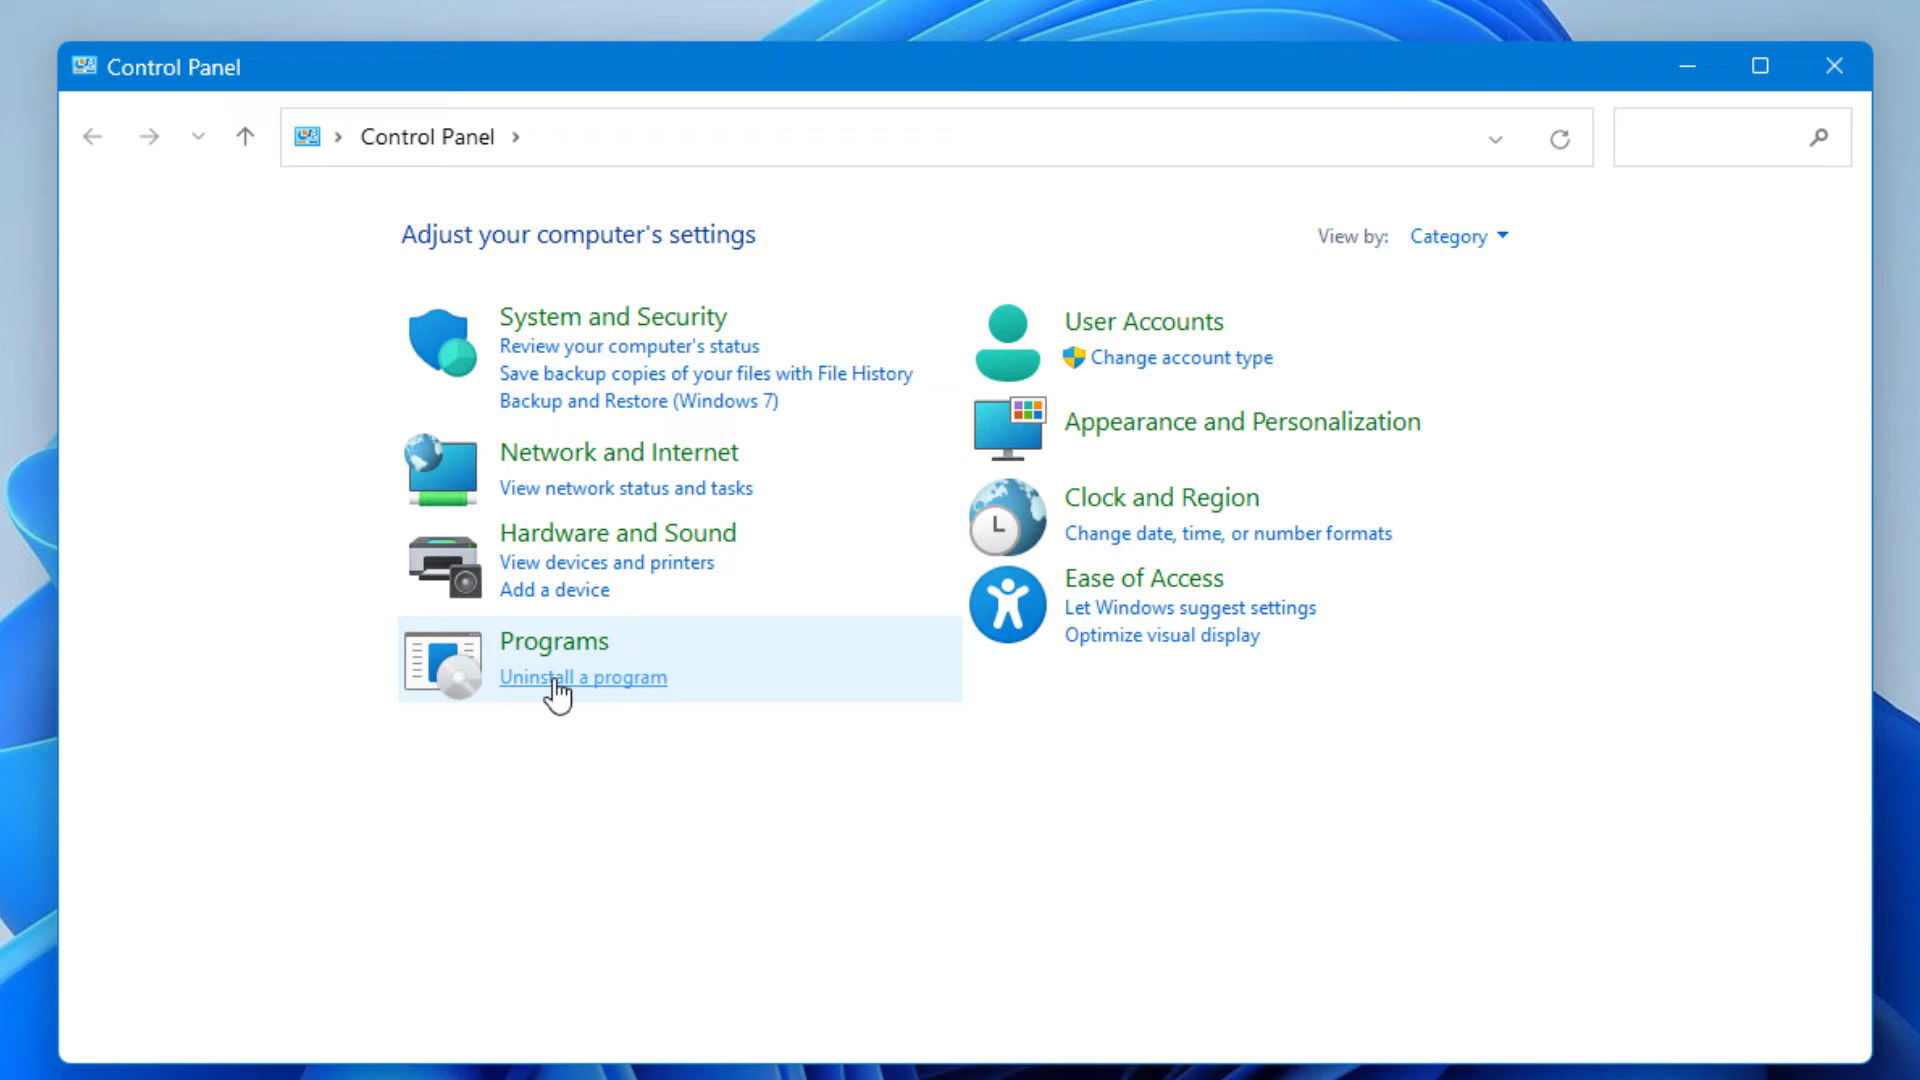 Control Panel
Control Panel
Adjust your computer's settings
View by: Category
System and Security
Review your computer's status
Save backup copies of your files with File History
Backup and Restore (Windows 7)
Network and Internet
View network status and tasks
Hardware and Sound
View devices and printers
Add a device
Programs
Uninstall a program
User Accounts
Change account type
Appearance and Personalization
Clock and Region
Change date, time, or number formats
Ease of Access
Let Windows suggest settings
Optimize visual display